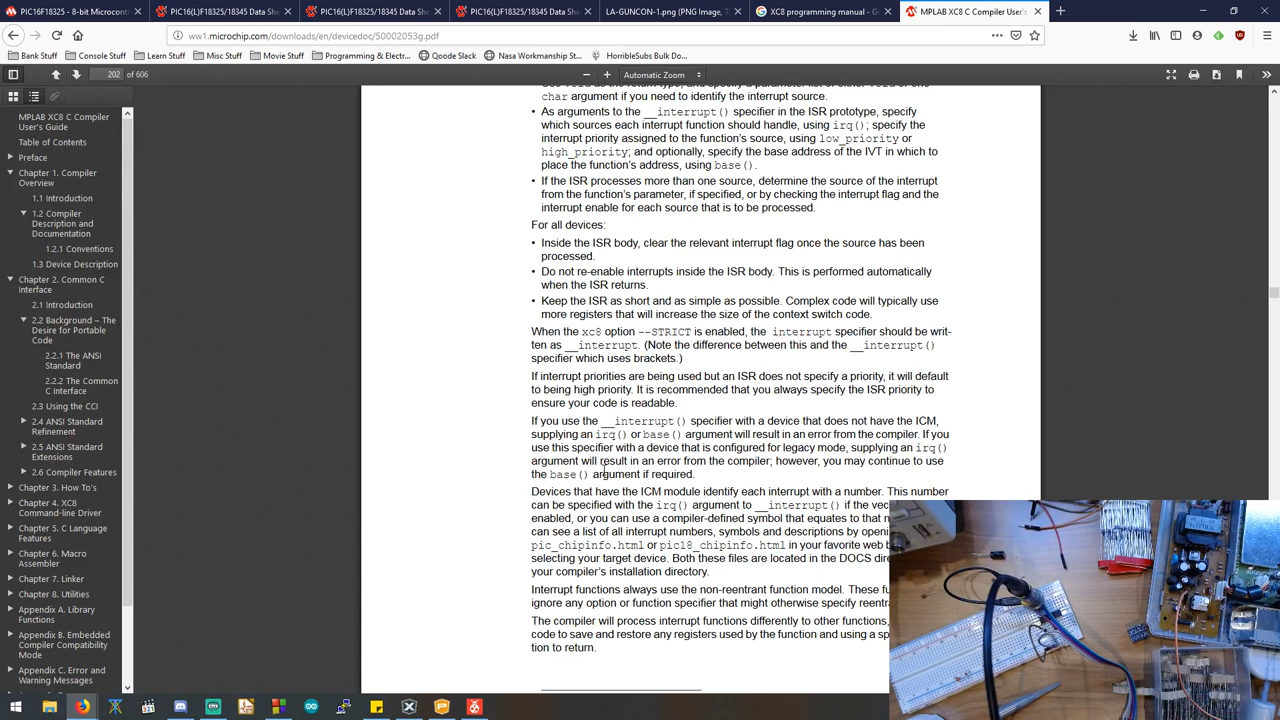 PIC16F18325 - 8-bit Microcont
PIC16(L)F18325/18345 Data She
PIC16(L)F18325/18345 Data She
PIC16(L)F18325/18345 Data She
LA-GUNCON-1.png (PNG Image, 7
XC8 programming manual - Goo
MPLAB XC8 C Compiler User's
ww1.microchip.com/downloads/en/devicedoc/50002053g.pdf
Bank Stuff
Console Stuff
Learn Stuff
Misc Stuff
Movie Stuff
Programming & Electr...
Qode Slack
Nasa Workmanship St...
HorribleSubs Bulk Do...
202 of 606
Automatic Zoom
MPLAB XC8 C Compiler
User's Guide
Table of Contents
Preface
Chapter 1. Compiler
Overview
1.1 Introduction
1.2 Compiler
Description and
Documentation
1.2.1 Conventions
1.3 Device Description
Chapter 2. Common C
Interface
2.1 Introduction
2.2 Background – The
Desire for Portable
Code
2.2.1 The ANSI
Standard
2.2.2 The Common
C Interface
2.3 Using the CCI
2.4 ANSI Standard
Refinement
2.5 ANSI Standard
Extensions
2.6 Compiler Features
Chapter 3. How To's
Chapter 4. XC8
Command-line Driver
Chapter 5. C Language
Features
Chapter 6. Macro
Assembler
Chapter 7. Linker
Chapter 8. Utilities
Appendix A. Library
Functions
Appendix B. Embedded
Compiler Compatibility
Mode
Appendix C. Error and
Warning Messages
char argument if you need to identify the interrupt source.
• As arguments to the __interrupt() specifier in the ISR prototype, specify
which sources each interrupt function should handle, using irq(); specify the
interrupt priority assigned to the function's source, using low_priority or
high_priority; and optionally, specify the base address of the IVT in which to
place the function's address, using base().
• If the ISR processes more than one source, determine the source of the interrupt
from the function's parameter, if specified, or by checking the interrupt flag and the
interrupt enable for each source that is to be processed.
For all devices:
• Inside the ISR body, clear the relevant interrupt flag once the source has been
processed.
• Do not re-enable interrupts inside the ISR body. This is performed automatically
when the ISR returns.
• Keep the ISR as short and as simple as possible. Complex code will typically use
more registers that will increase the size of the context switch code.
When the xc8 option --STRICT is enabled, the interrupt specifier should be writ-
ten as __interrupt. (Note the difference between this and the __interrupt()
specifier which uses brackets.)
If interrupt priorities are being used but an ISR does not specify a priority, it will default
to being high priority. It is recommended that you always specify the ISR priority to
ensure your code is readable.
If you use the __interrupt() specifier with a device that does not have the ICM,
supplying an irq() or base() argument will result in an error from the compiler. If you
use this specifier with a device that is configured for legacy mode, supplying an irq()
argument will result in an error from the compiler; however, you may continue to use
the base() argument if required.
Devices that have the ICM module identify each interrupt with a number. This number
can be specified with the irq() argument to __interrupt() if the vec
enabled, or you can use a compiler-defined symbol that equates to that n
can see a list of all interrupt numbers, symbols and descriptions by openi
pic_chipinfo.html or pic18_chipinfo.html in your favorite web b
selecting your target device. Both these files are located in the DOCS dire
your compiler's installation directory.
Interrupt functions always use the non-reentrant function model. These fu
ignore any option or function specifier that might otherwise specify reentra
The compiler will process interrupt functions differently to other functions,
code to save and restore any registers used by the function and using a sp
tion to return.